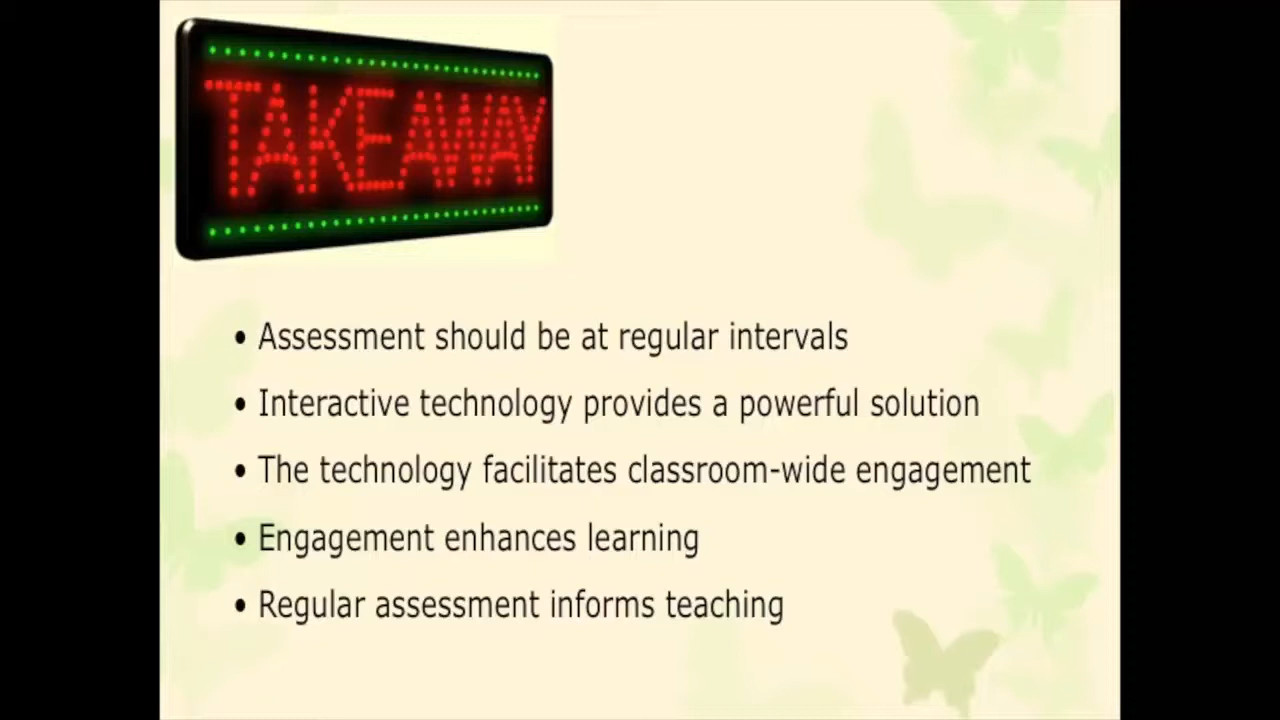 TAKEAWAY
• Assessment should be at regular intervals
• Interactive technology provides a powerful solution
• The technology facilitates classroom-wide engagement
• Engagement enhances learning
• Regular assessment informs teaching